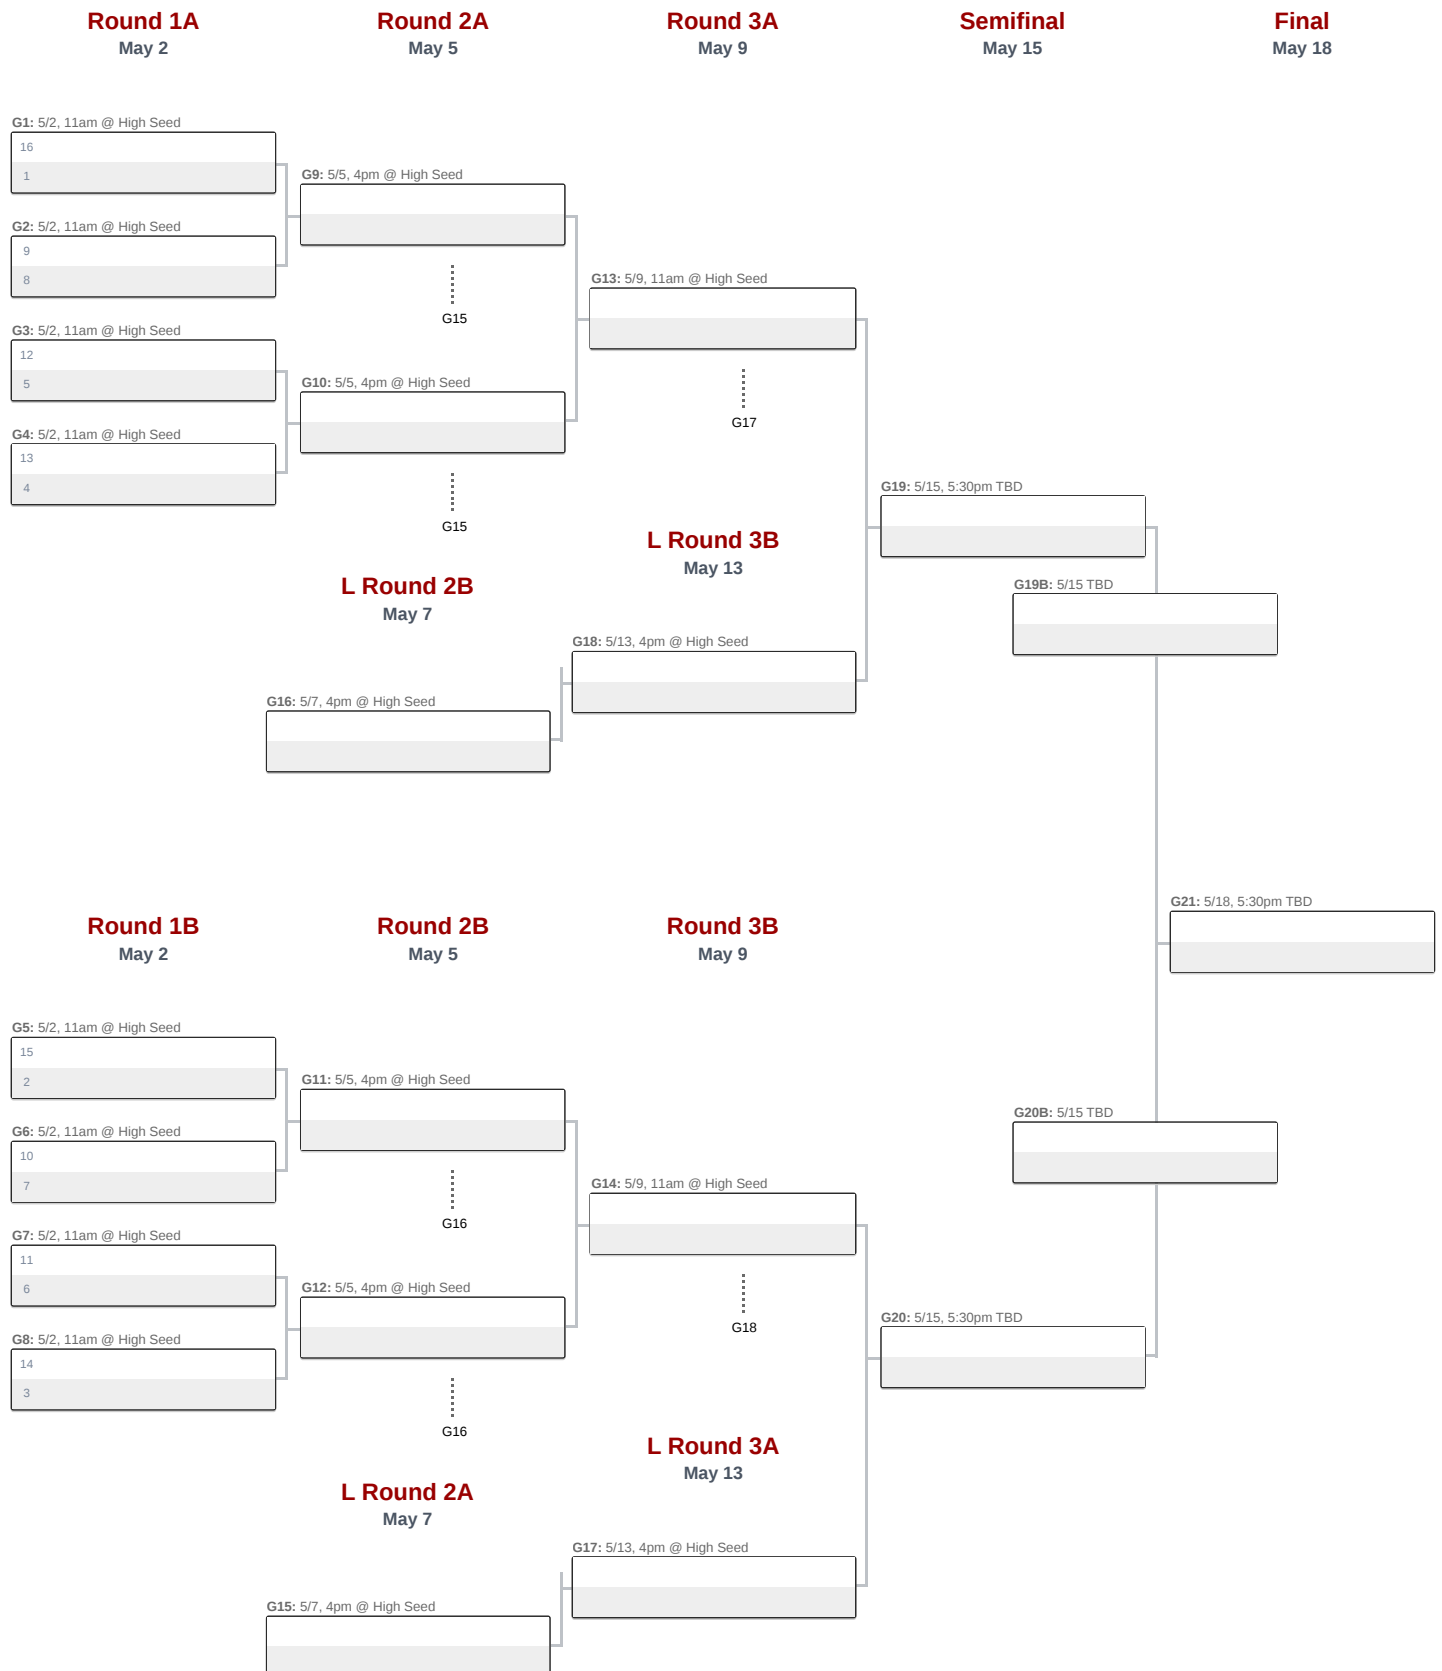 Round 1A
May 2
Round 2A
May 5
Round 3A
May 9
Semifinal
May 15
Final
May 18
G1: 5/2, 11am @ High Seed
16
1
G2: 5/2, 11am @ High Seed
9
8
G3: 5/2, 11am @ High Seed
12
5
G4: 5/2, 11am @ High Seed
13
4
G9: 5/5, 4pm @ High Seed
G15
G10: 5/5, 4pm @ High Seed
G15
G13: 5/9, 11am @ High Seed
G17
L Round 2B
May 7
G16: 5/7, 4pm @ High Seed
L Round 3B
May 13
G18: 5/13, 4pm @ High Seed
G19: 5/15, 5:30pm TBD
G19B: 5/15 TBD
G21: 5/18, 5:30pm TBD
Round 1B
May 2
Round 2B
May 5
Round 3B
May 9
G5: 5/2, 11am @ High Seed
15
2
G6: 5/2, 11am @ High Seed
10
7
G7: 5/2, 11am @ High Seed
11
6
G8: 5/2, 11am @ High Seed
14
3
G11: 5/5, 4pm @ High Seed
G16
G12: 5/5, 4pm @ High Seed
G16
G14: 5/9, 11am @ High Seed
G18
G20B: 5/15 TBD
G20: 5/15, 5:30pm TBD
L Round 2A
May 7
G15: 5/7, 4pm @ High Seed
L Round 3A
May 13
G17: 5/13, 4pm @ High Seed